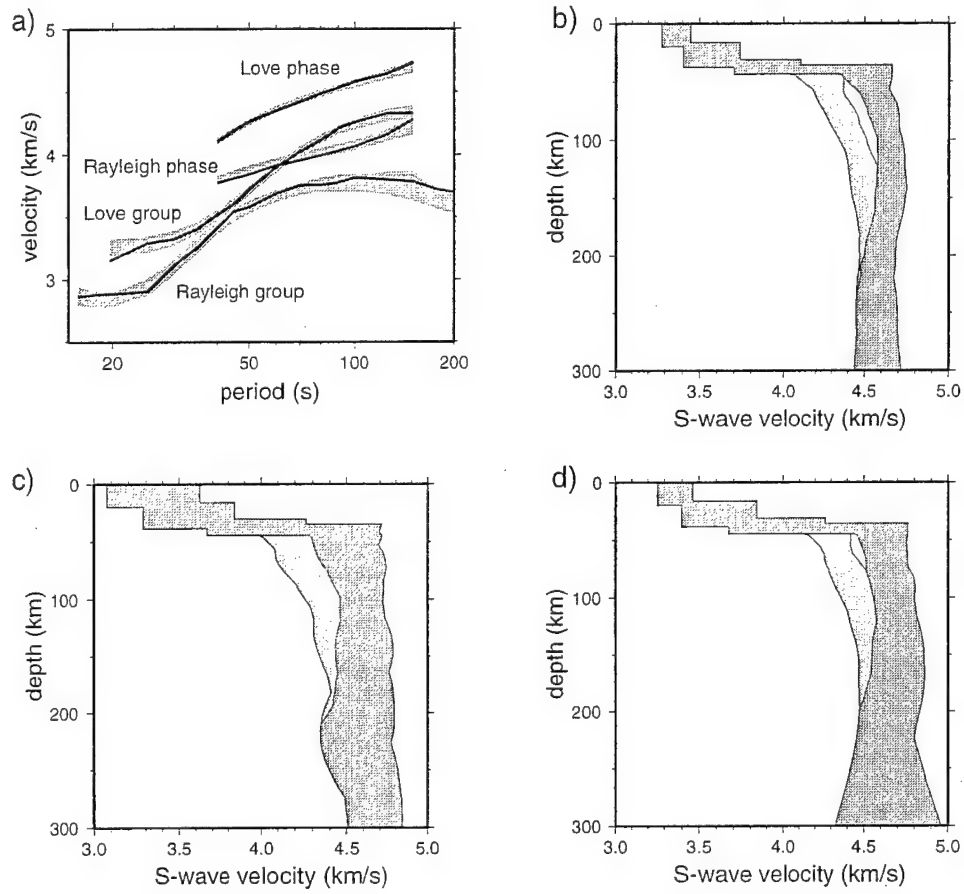 a)
5
4
3
velocity (km/s)
Love phase
Rayleigh phase
Love group
Rayleigh group
20 50 100 200
period (s)
b)
0
100
200
300
depth (km)
3.0 3.5 4.0 4.5 5.0
S-wave velocity (km/s)
c)
0
100
200
300
depth (km)
3.0 3.5 4.0 4.5 5.0
S-wave velocity (km/s)
d)
0
100
200
300
depth (km)
3.0 3.5 4.0 4.5 5.0
S-wave velocity (km/s)